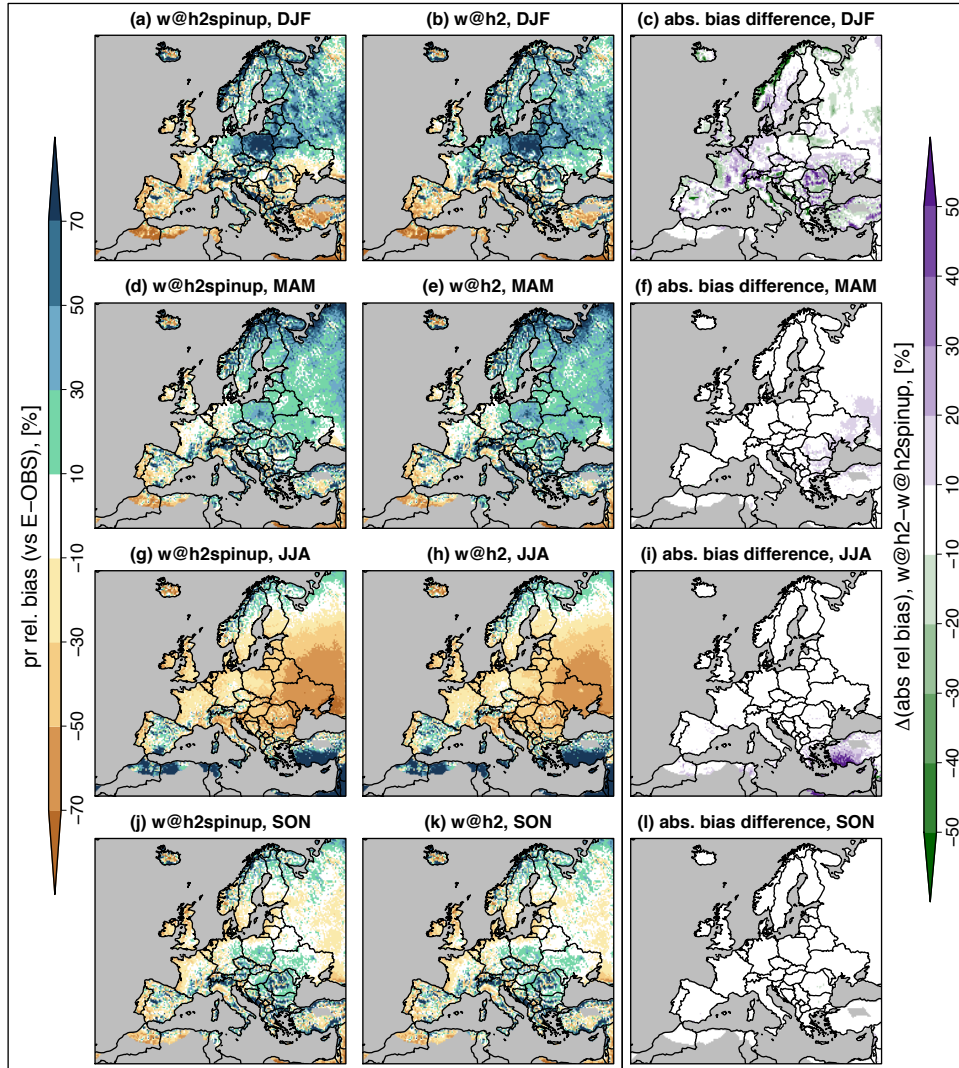 (a) w@h2spinup, DJF
(b) w@h2, DJF
(c) abs. bias difference, DJF
(d) w@h2spinup, MAM
(e) w@h2, MAM
(f) abs. bias difference, MAM
(g) w@h2spinup, JJA
(h) w@h2, JJA
(i) abs. bias difference, JJA
(j) w@h2spinup, SON
(k) w@h2, SON
(l) abs. bias difference, SON
pr rel. bias (vs E−OBS), [%]
70
50
30
10
−10
−30
−50
−70
Δ(abs rel bias), w@h2−w@h2spinup, [%]
50
40
30
20
10
−10
−20
−30
−40
−50